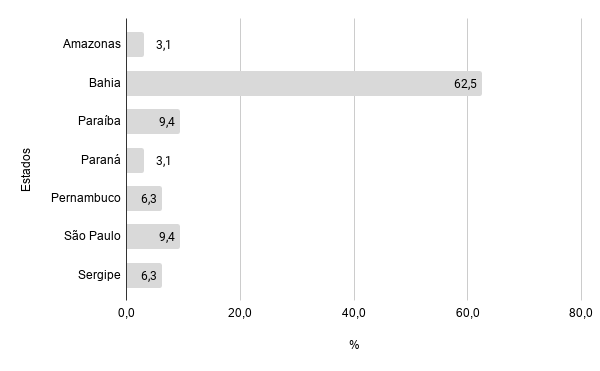 Estados
Amazonas 3,1
Bahia 62,5
Paraíba 9,4
Paraná 3,1
Pernambuco 6,3
São Paulo 9,4
Sergipe 6,3
0,0 20,0 40,0 60,0 80,0
%